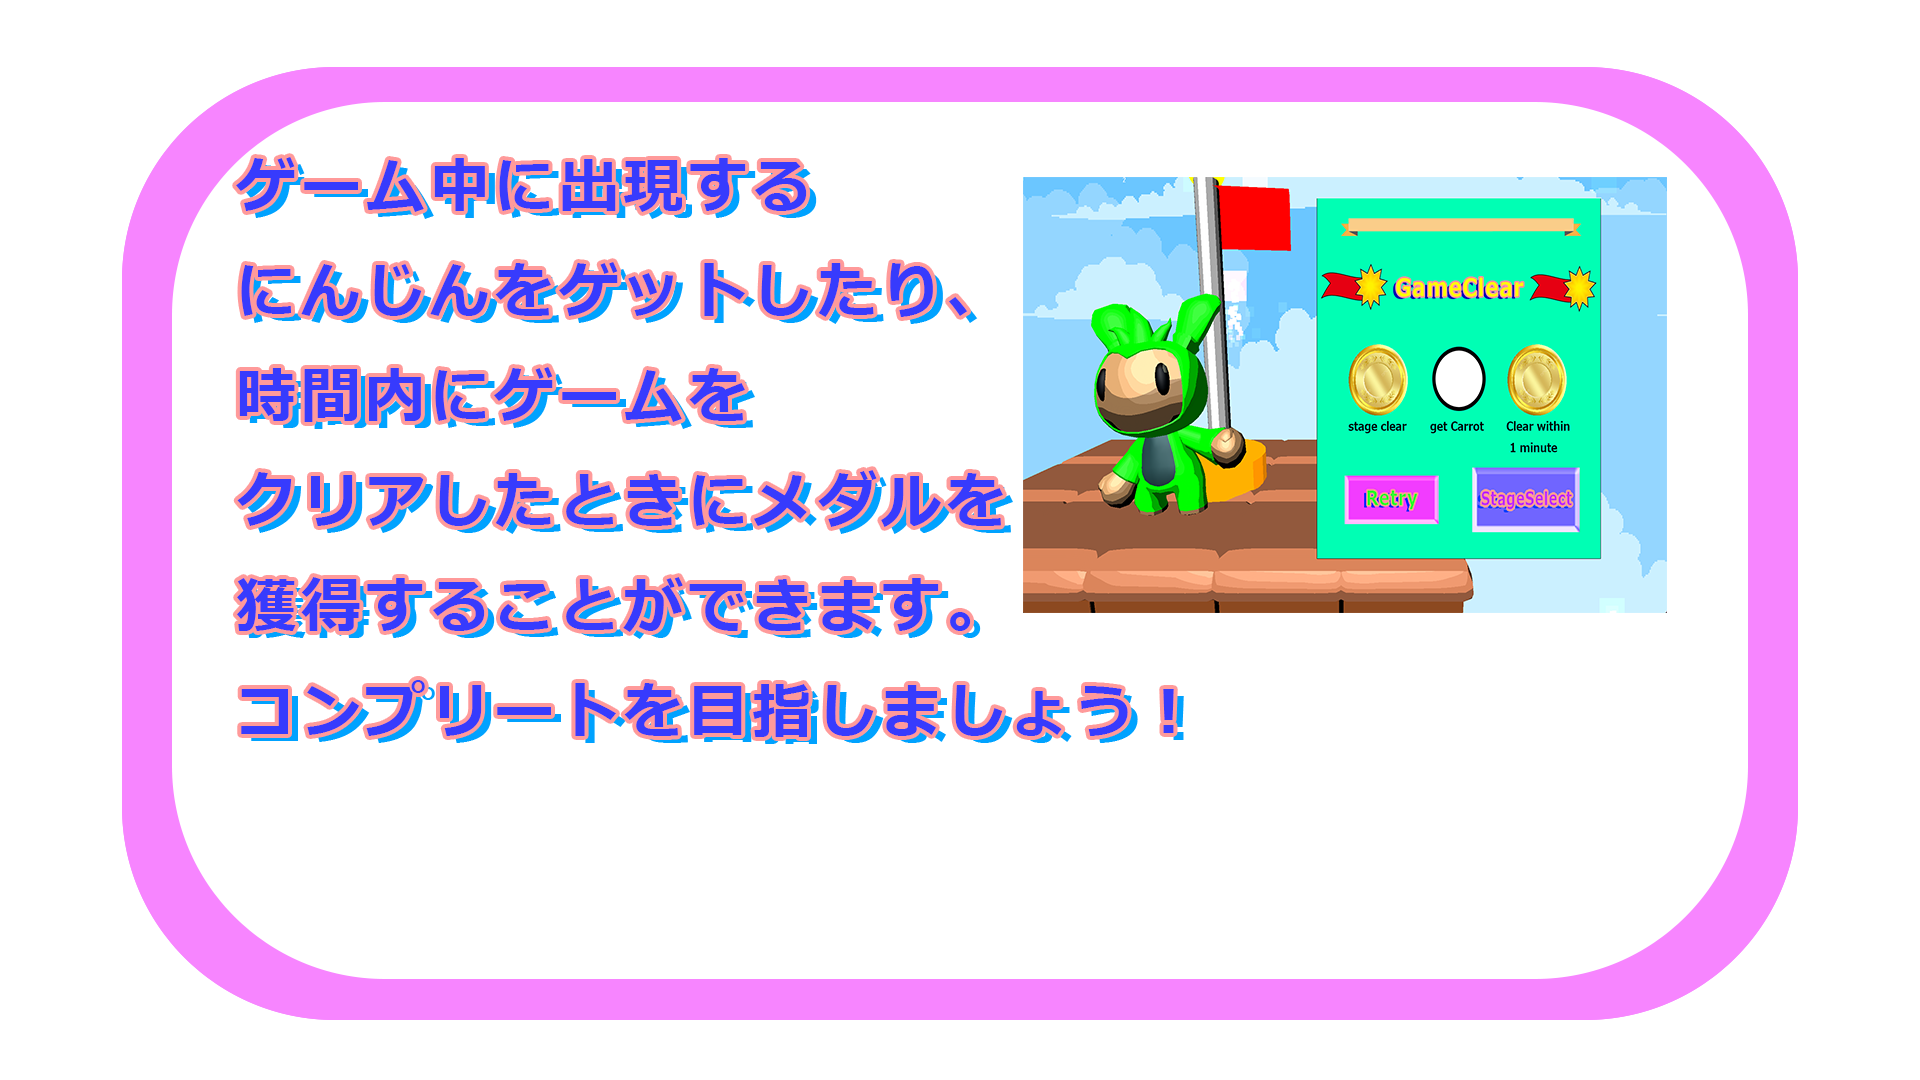 ゲーム中に出現する
にんじんをゲットしたり、
時間内にゲームを
クリアしたときにメダルを
獲得することができます。
コンプリートを目指しましょう！
GameClear
stage clear
get Carrot
Clear within
1 minute
Retry
StageSelect